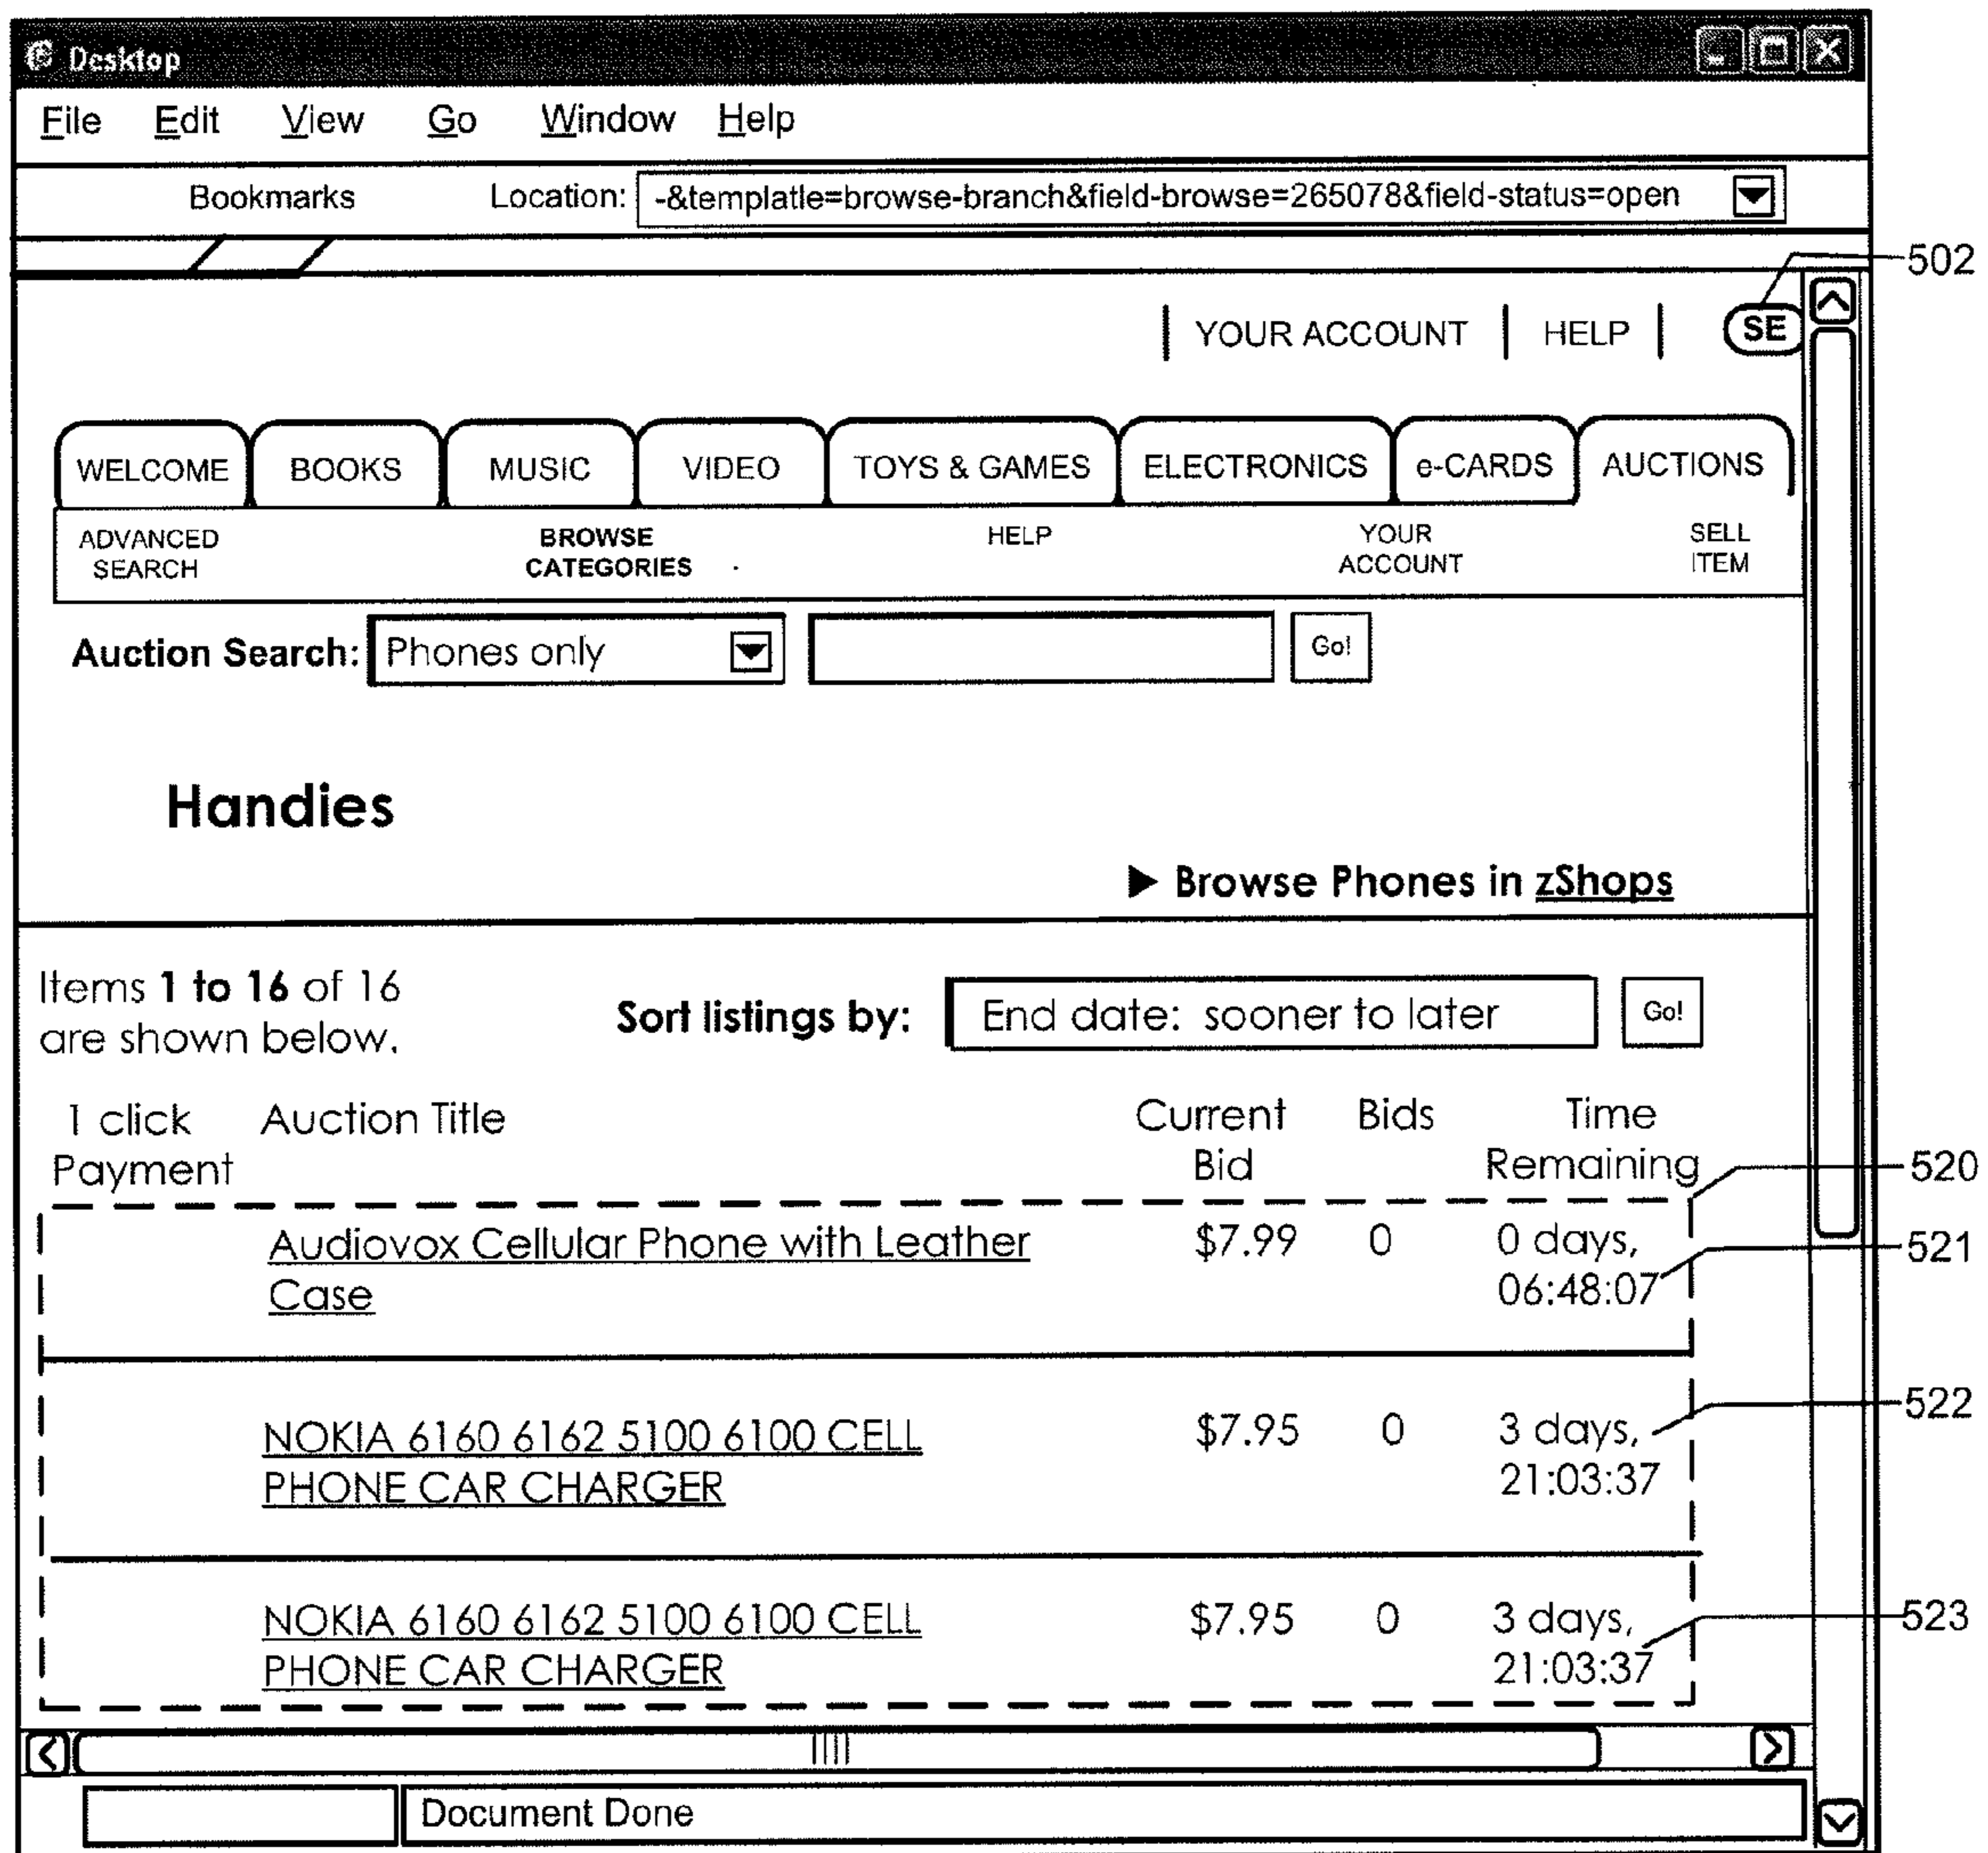 Desktop
File Edit View Go Window Help
Bookmarks Location: -&templatle=browse-branch&field-browse=265078&field-status=open
502
YOUR ACCOUNT HELP SE
WELCOME BOOKS MUSIC VIDEO TOYS & GAMES ELECTRONICS e-CARDS AUCTIONS
ADVANCED BROWSE HELP YOUR SELL
SEARCH CATEGORIES ACCOUNT ITEM
Auction Search: Phones only Go!
Handies
▶ Browse Phones in zShops
Items 1 to 16 of 16
are shown below.
Sort listings by: End date: sooner to later Go!
1 click Auction Title Current Bids Time
Payment Bid Remaining
520
Audiovox Cellular Phone with Leather $7.99 0 0 days,
521
Case 06:48:07
522
NOKIA 6160 6162 5100 6100 CELL $7.95 0 3 days,
PHONE CAR CHARGER 21:03:37
NOKIA 6160 6162 5100 6100 CELL $7.95 0 3 days,
523
PHONE CAR CHARGER 21:03:37
Document Done